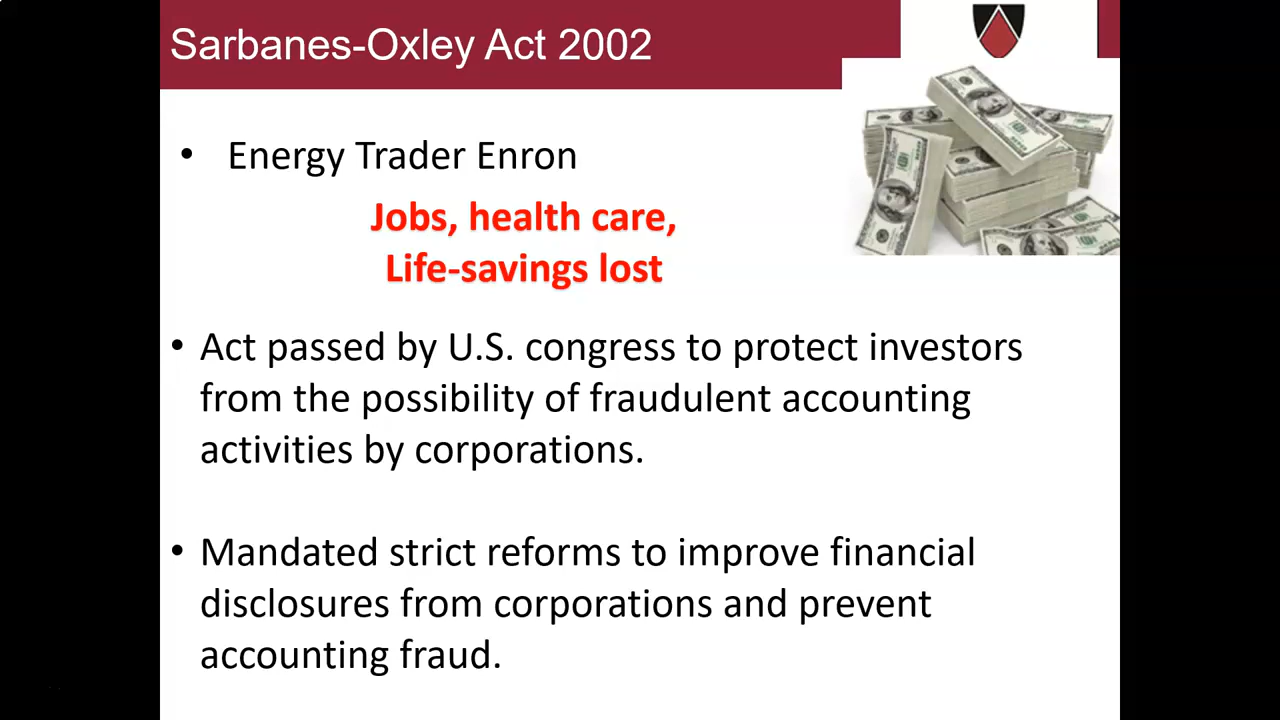 Sarbanes-Oxley Act 2002
• Energy Trader Enron
Jobs, health care,
Life-savings lost
• Act passed by U.S. congress to protect investors
from the possibility of fraudulent accounting
activities by corporations.
• Mandated strict reforms to improve financial
disclosures from corporations and prevent
accounting fraud.